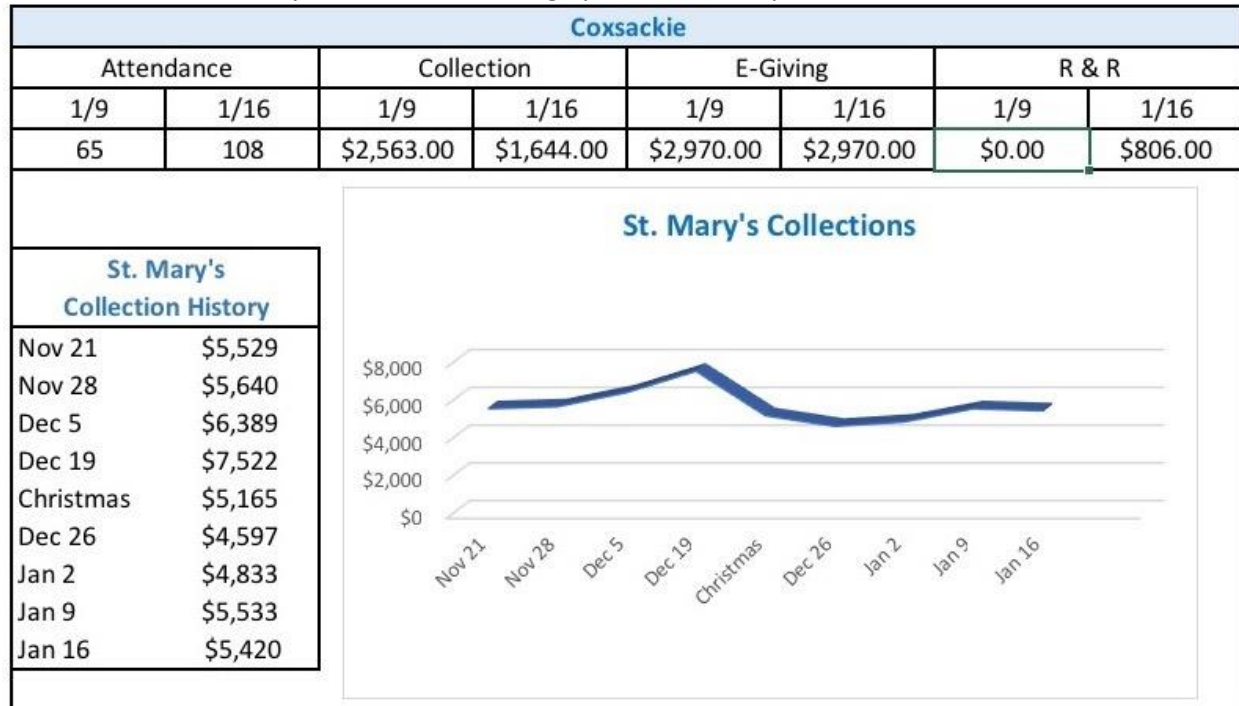 Coxsackie
Attendance Collection E-Giving R & R
1/9 1/16 1/9 1/16 1/9 1/16 1/9 1/16
65 108 $2,563.00 $1,644.00 $2,970.00 $2,970.00 $0.00 $806.00
St. Mary's
Collection History
Nov 21 $5,529
Nov 28 $5,640
Dec 5 $6,389
Dec 19 $7,522
Christmas $5,165
Dec 26 $4,597
Jan 2 $4,833
Jan 9 $5,533
Jan 16 $5,420
St. Mary's Collections
$8,000
$6,000
$4,000
$2,000
$0
Nov 21 Nov 28 Dec 5 Dec 19 Christmas Dec 26 Jan 2 Jan 9 Jan 16